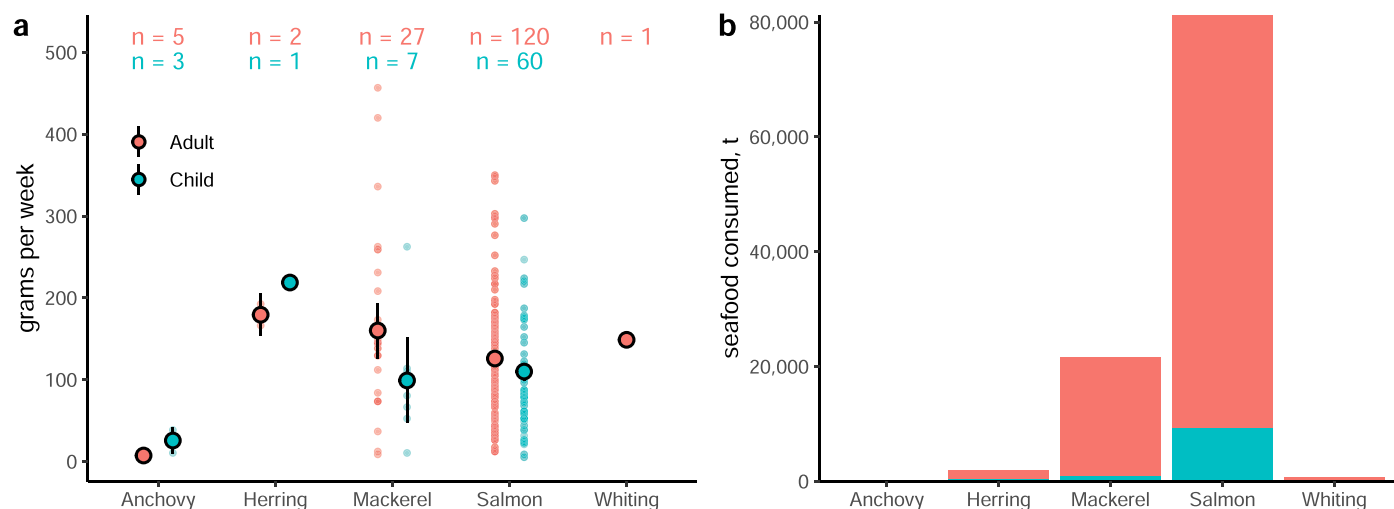 a
n = 5 n = 2 n = 27 n = 120 n = 1
n = 3 n = 1 n = 7 n = 60
500
400
300
200
100
0
grams per week
Adult
Child
Anchovy Herring Mackerel Salmon Whiting
b
80,000
60,000
40,000
20,000
0
seafood consumed, t
Anchovy Herring Mackerel Salmon Whiting